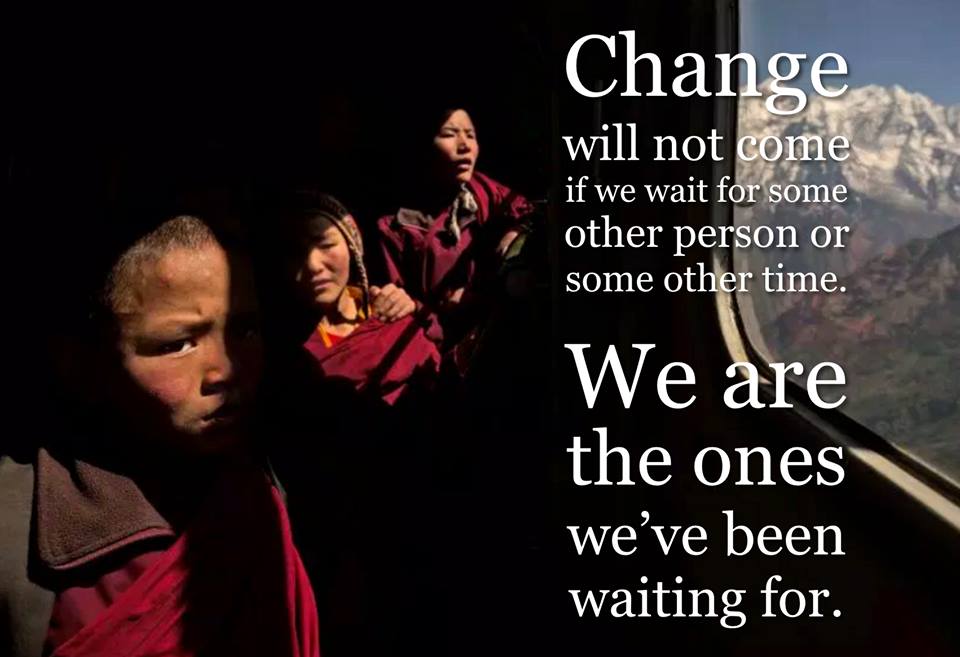 Change
will not come
if we wait for some
other person or
some other time.
We are
the ones
we’ve been
waiting for.